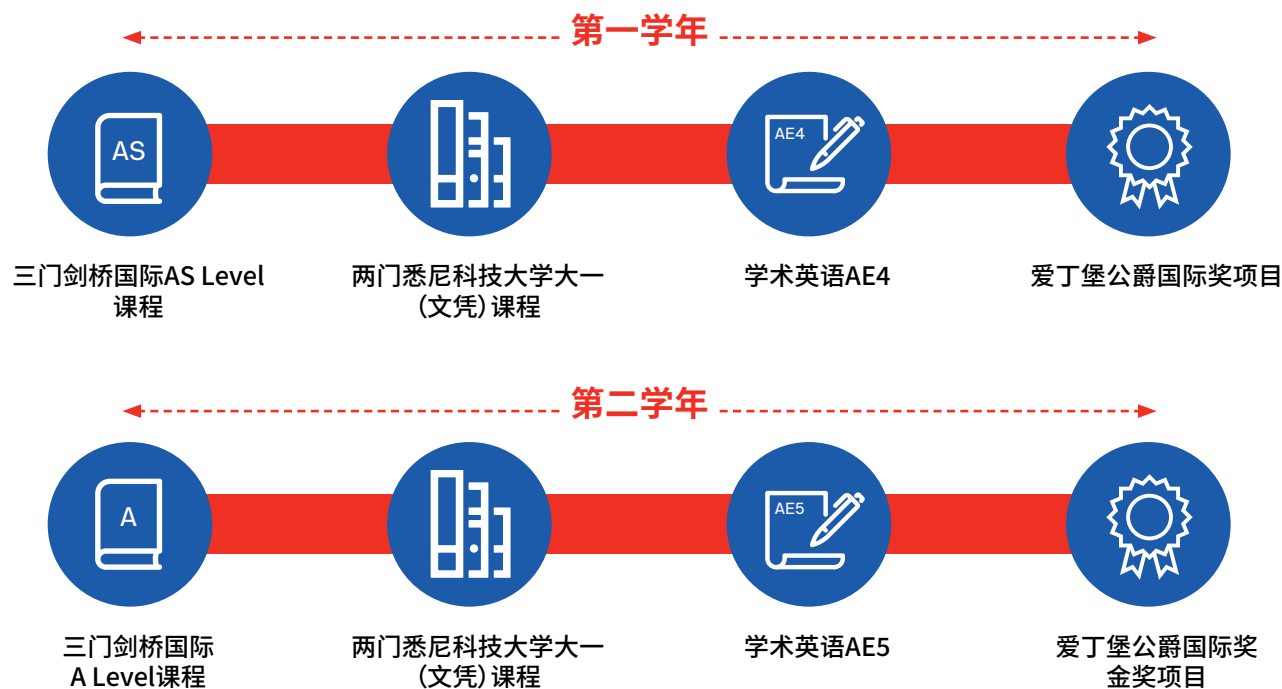 第一学年
AS
AE4
三门剑桥国际AS Level
课程
两门悉尼科技大学大一
（文凭）课程
学术英语AE4
爱丁堡公爵国际奖项目
第二学年
A
AE5
三门剑桥国际
A Level课程
两门悉尼科技大学大一
（文凭）课程
学术英语AE5
爱丁堡公爵国际奖
金奖项目